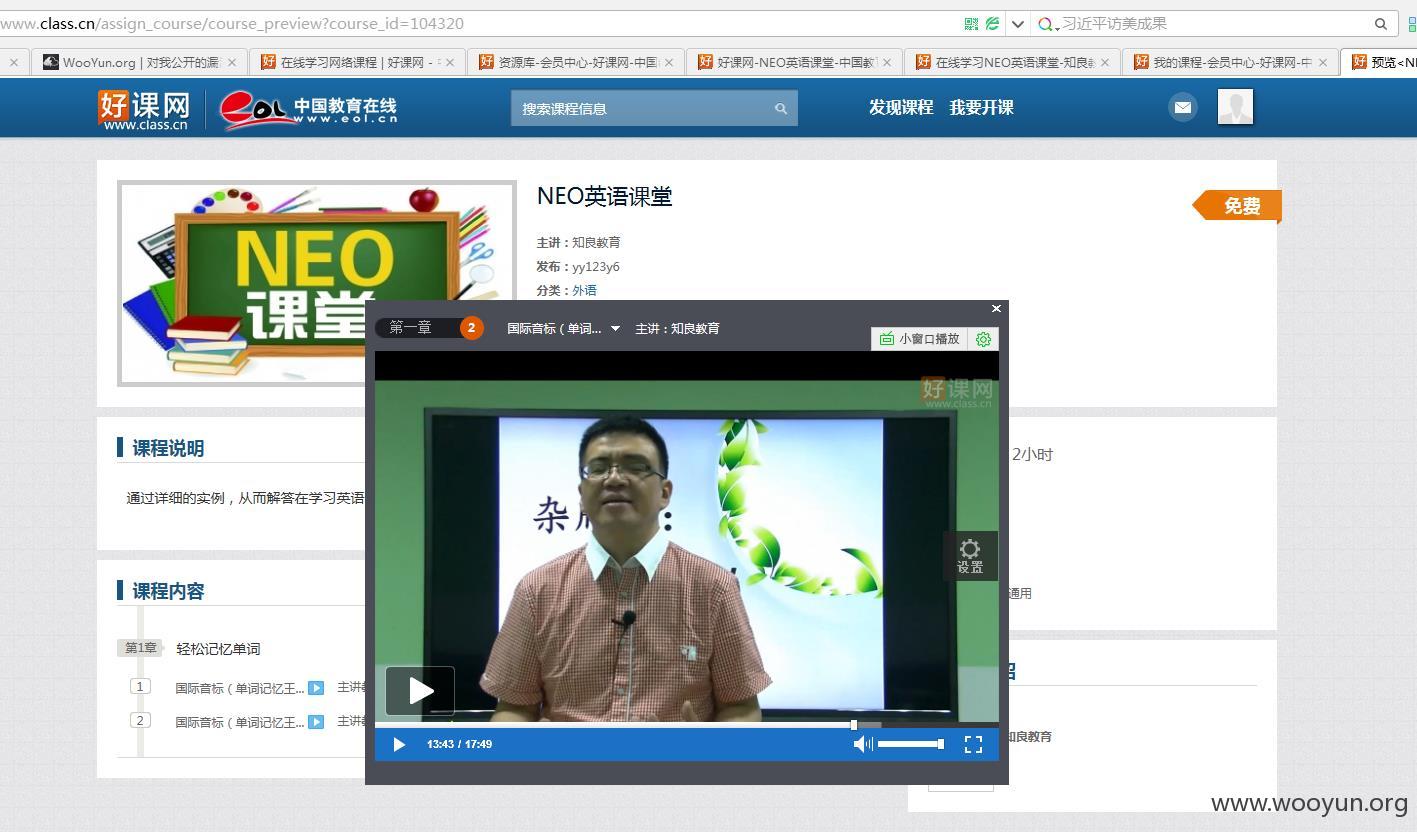 www.class.cn/assign_course/course_preview?course_id=104320
习近平访美成果
WooYun.org | 对我公开的漏
在线学习网络课程 | 好课网 -
资源库-会员中心-好课网-中国
好课网-NEO英语课堂-中国教
在线学习NEO英语课堂-知良
我的课程-会员中心-好课网-中
预览<NE
好课网
www.class.cn
eol 中国教育在线
www.eol.cn
搜索课程信息
发现课程
我要开课
NEO
课堂
NEO英语课堂
免费
主讲：知良教育
发布：yy123y6
分类：外语
第一章 2
国际音标（单词...
主讲：知良教育
小窗口播放
好课网
www.class.cn
杂
：
设置
13:43 / 17:49
课程说明
2小时
通过详细的实例，从而解答在学习英语
课程内容
通用
第1章 轻松记忆单词
1 国际音标（单词记忆王... 主讲
2 国际音标（单词记忆王... 主讲
知良教育
www.wooyun.org